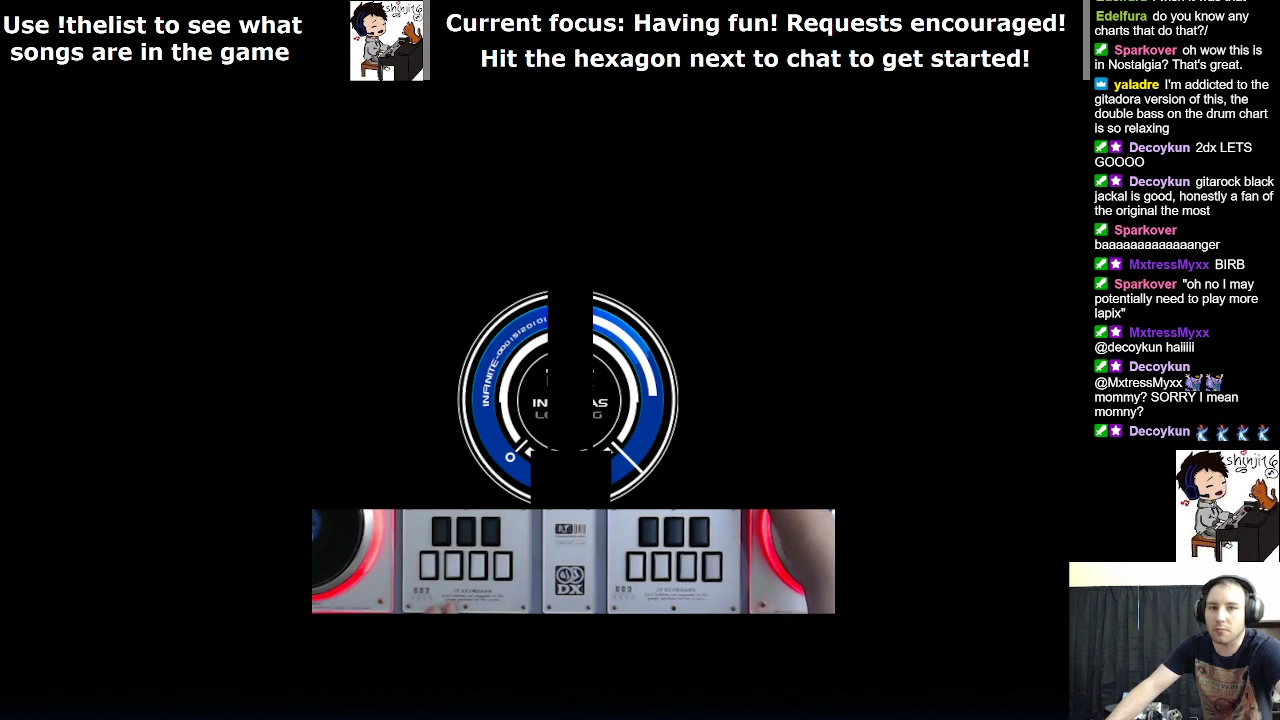 Use !thelist to see what
songs are in the game
shinji16
Current focus: Having fun! Requests encouraged!
Hit the hexagon next to chat to get started!
Edelfura do you know any
charts that do that?/
Sparkover oh wow this is
in Nostalgia? That's great.
yaladre I'm addicted to the
gitadora version of this, the
double bass on the drum chart
is so relaxing
Decoykun 2dx LETS
GOOOO
Decoykun gitarock black
jackal is good, honestly a fan of
the original the most
Sparkover
baaaaaaaaaaaaanger
MxtressMyxx BIRB
Sparkover "oh no I may
potentially need to play more
lapix"
MxtressMyxx
@decoykun haiiiii
Decoykun
@MxtressMyxx
mommy? SORRY I mean
momny?
Decoykun
DX
shinji16